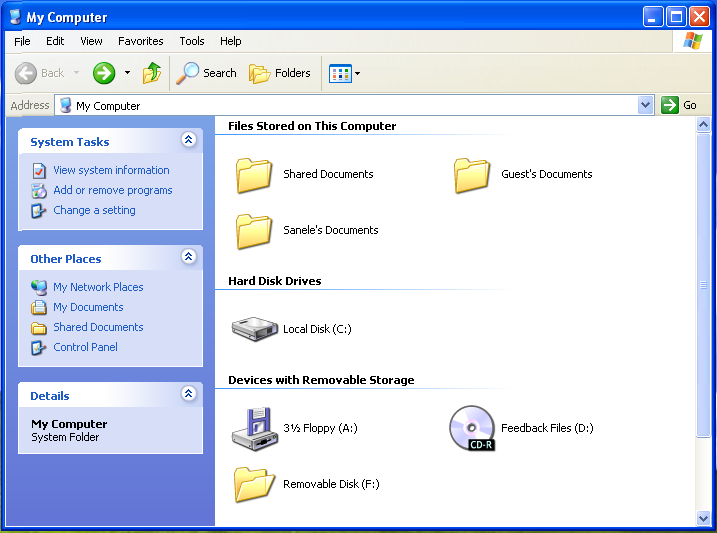 My Computer
File Edit View Favorites Tools Help
Back Search Folders
Address My Computer Go
System Tasks
View system information
Add or remove programs
Change a setting
Other Places
My Network Places
My Documents
Shared Documents
Control Panel
Details
My Computer
System Folder
Files Stored on This Computer
Shared Documents Guest's Documents
Sanele's Documents
Hard Disk Drives
Local Disk (C:)
Devices with Removable Storage
3½ Floppy (A:) CD-R Feedback Files (D:)
Removable Disk (F:)